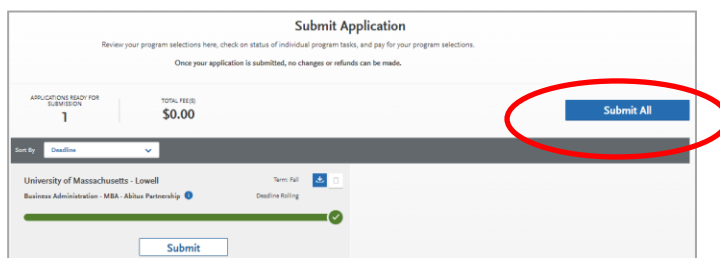 Submit Application
Review your program selections here, check on status of individual program tasks, and pay for your program selections.
Once your application is submitted, no changes or refunds can be made.
APPLICATIONS READY FOR
SUBMISSION
1
TOTAL FEE(S)
$0.00
Submit All
Sort By Deadline
University of Massachusetts - Lowell
Term: Fall
Business Administration - MBA - Abitus Partnership
Deadline Rolling
Submit